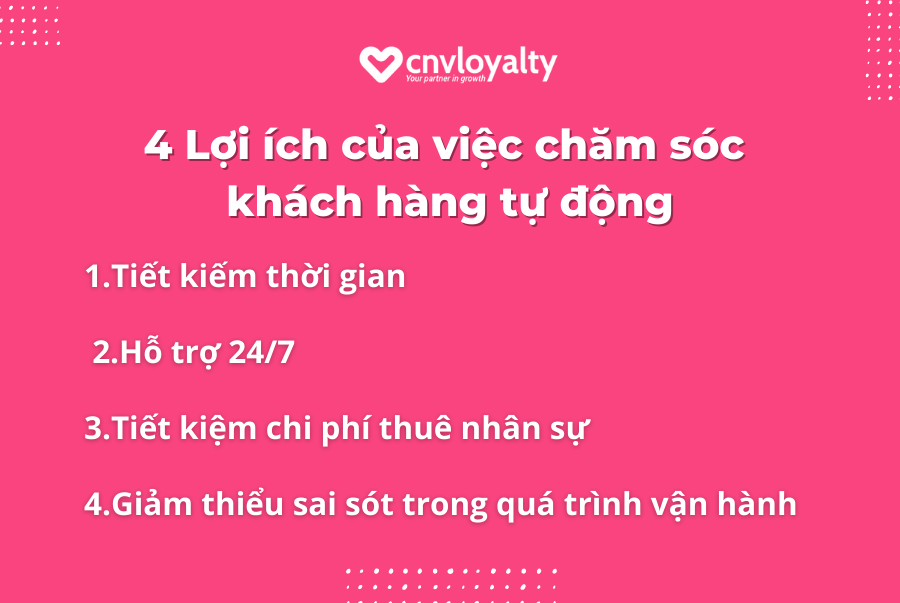 cnvloyalty
Your partner in growth
4 Lợi ích của việc chăm sóc
khách hàng tự động
1.Tiết kiếm thời gian
2.Hỗ trợ 24/7
3.Tiết kiệm chi phí thuê nhân sự
4.Giảm thiểu sai sót trong quá trình vận hành